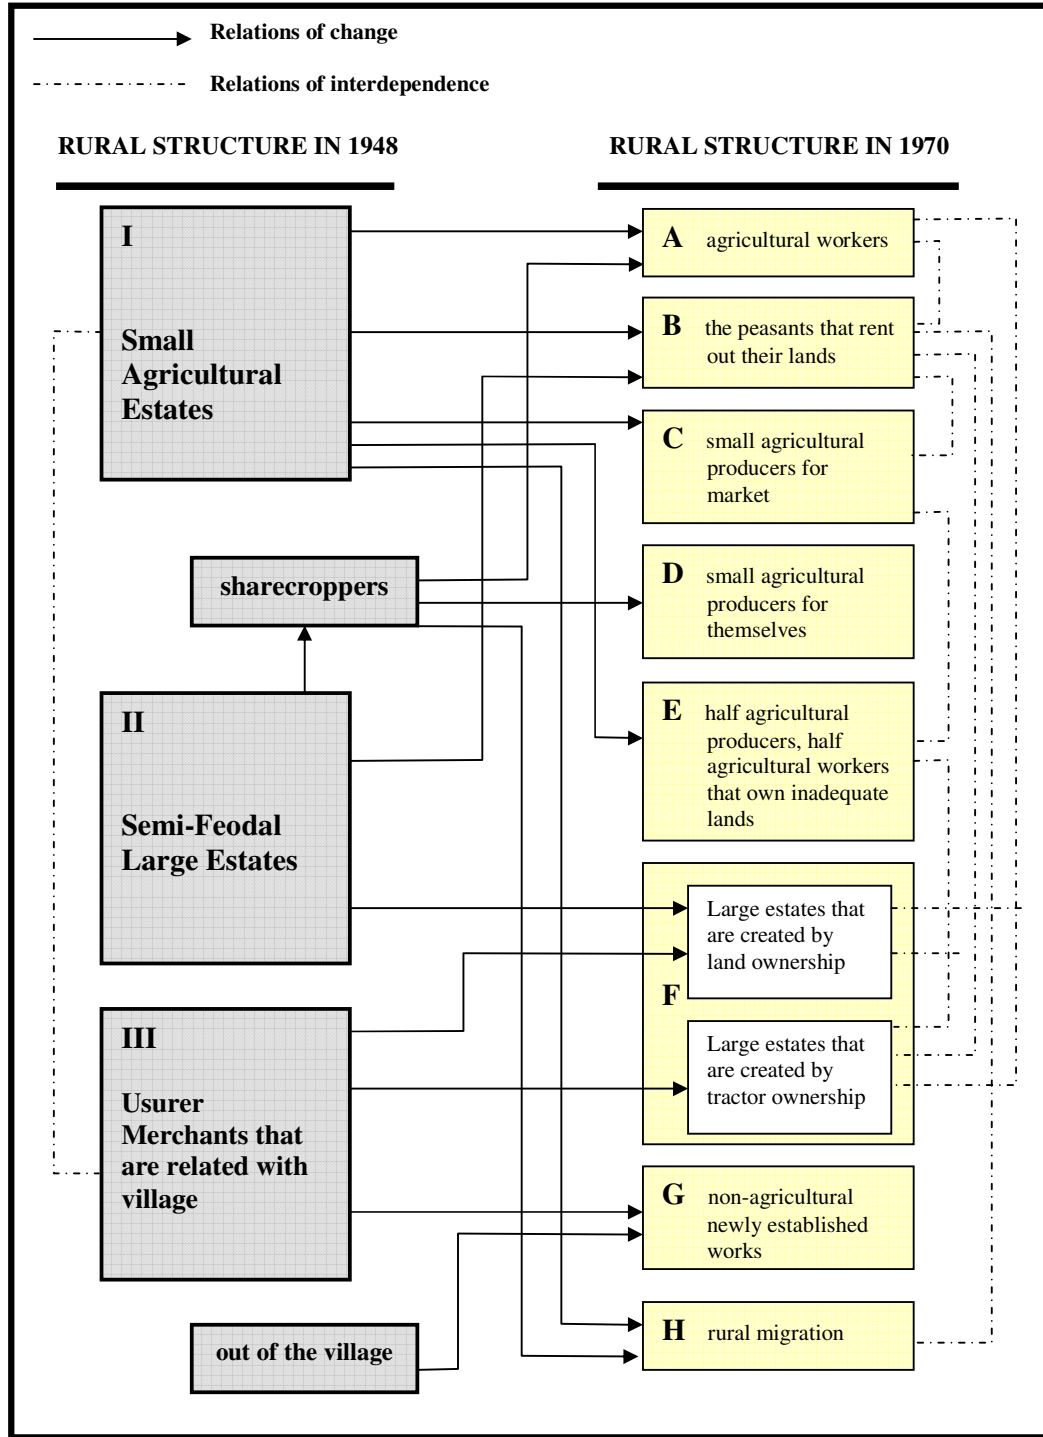 Relations of change
Relations of interdependence
RURAL STRUCTURE IN 1948
RURAL STRUCTURE IN 1970
I
Small
Agricultural
Estates
sharecroppers
II
Semi-Feodal
Large Estates
III
Usurer
Merchants that
are related with
village
out of the village
A agricultural workers
B the peasants that rent
out their lands
C small agricultural
producers for
market
D small agricultural
producers for
themselves
E half agricultural
producers, half
agricultural workers
that own inadequate
lands
F
Large estates that
are created by
land ownership
Large estates that
are created by
tractor ownership
G non-agricultural
newly established
works
H rural migration